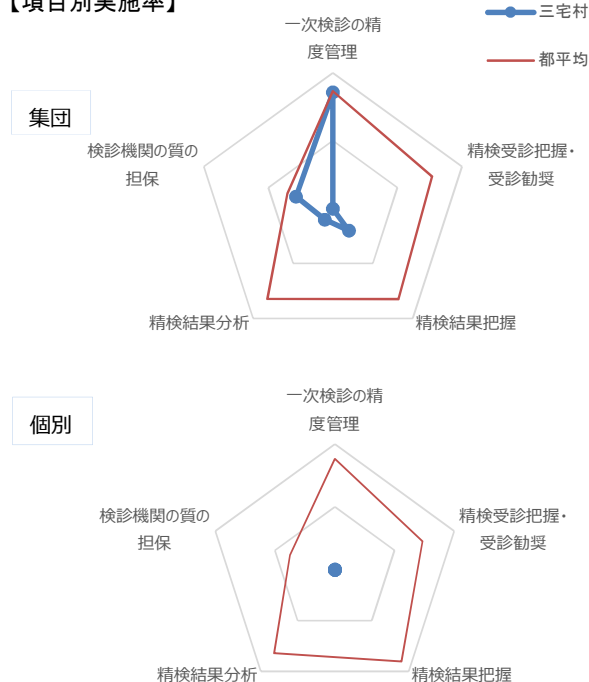 【項目別実施率】
三宅村
都平均
集団
一次検診の精
度管理
精検受診把握・
受診勧奨
精検結果把握
精検結果分析
検診機関の質の
担保
個別
一次検診の精
度管理
精検受診把握・
受診勧奨
精検結果把握
精検結果分析
検診機関の質の
担保